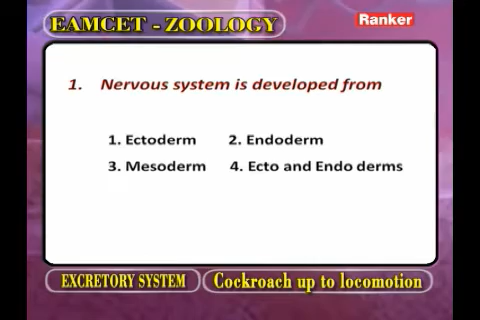 EAMCET - ZOOLOGY
Ranker
1. Nervous system is developed from
1. Ectoderm 2. Endoderm
3. Mesoderm 4. Ecto and Endo derms
EXCRETORY SYSTEM Cockroach up to locomotion